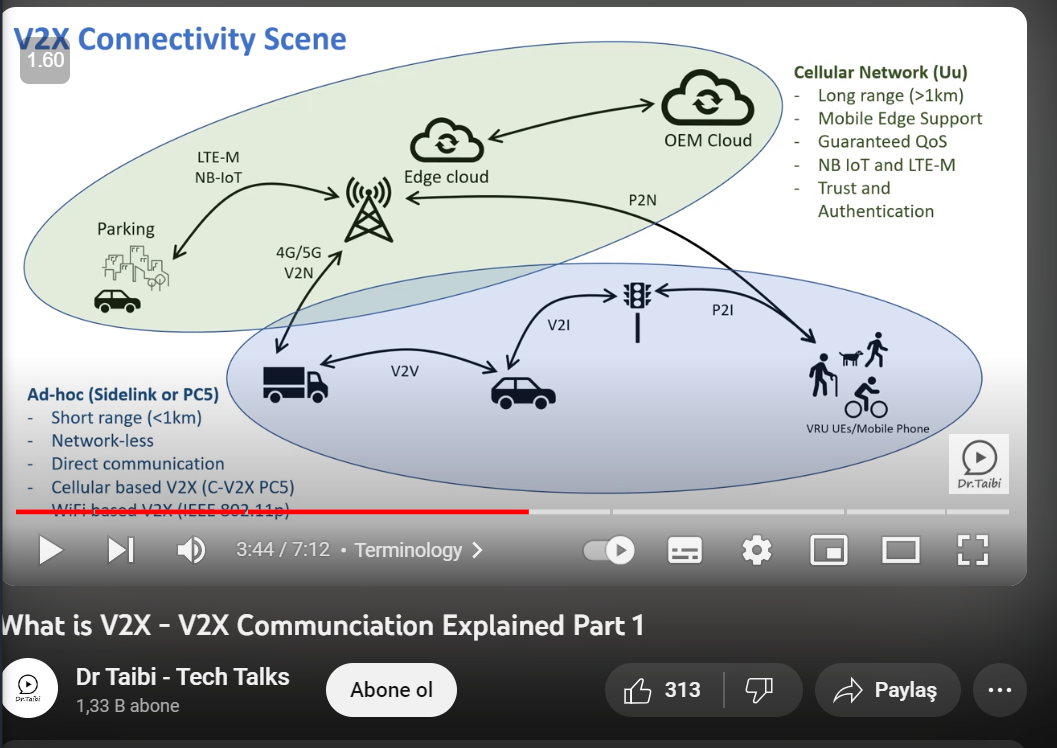 V2X Connectivity Scene
1.60
Cellular Network (Uu)
- Long range (>1km)
- Mobile Edge Support
- Guaranteed QoS
- NB IoT and LTE-M
- Trust and
Authentication
OEM Cloud
Edge cloud
LTE-M
NB-IoT
P2N
Parking
4G/5G
V2N
V2I
P2I
V2V
VRU UEs/Mobile Phone
Ad-hoc (Sidelink or PC5)
- Short range (<1km)
- Network-less
- Direct communication
- Cellular based V2X (C-V2X PC5)
- WiFi based V2X (IEEE 802.11p)
Dr.Taibi
3:44 / 7:12 • Terminology
What is V2X - V2X Communciation Explained Part 1
Dr.Taibi
Dr Taibi - Tech Talks
1,33 B abone
Abone ol
313
Paylaş